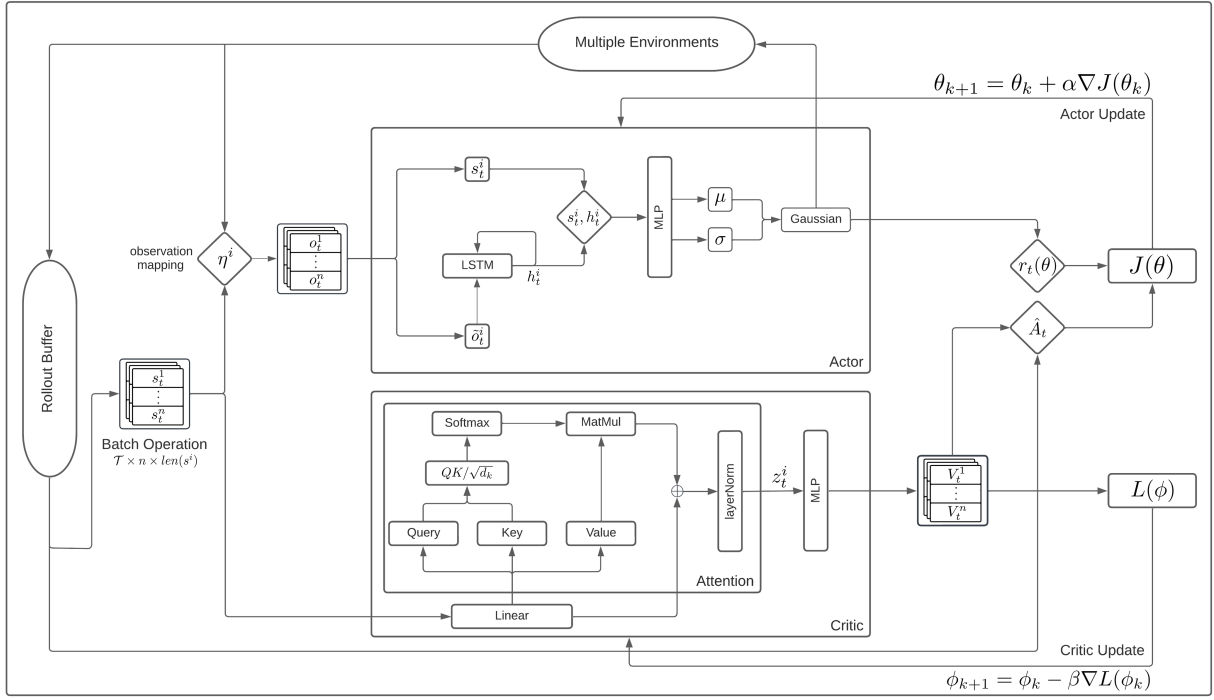 Multiple Environments
θ_{k+1} = θ_k + α∇J(θ_k)
Actor Update
observation
mapping
η^i
o_t^1
⋮
o_t^n
s_t^i
LSTM
h_t^i
õ_t^i
s_t^i, h_t^i
MLP
μ
σ
Gaussian
Actor
r_t(θ)
J(θ)
Â_t
Rollout Buffer
s_t^1
⋮
s_t^n
Batch Operation
𝒯 × n × len(s^i)
Softmax
MatMul
QK/√d_k
Query
Key
Value
⊕
layerNorm
Attention
z_t^i
MLP
Linear
Critic
V_t^1
⋮
V_t^n
L(ϕ)
Critic Update
ϕ_{k+1} = ϕ_k − β∇L(ϕ_k)